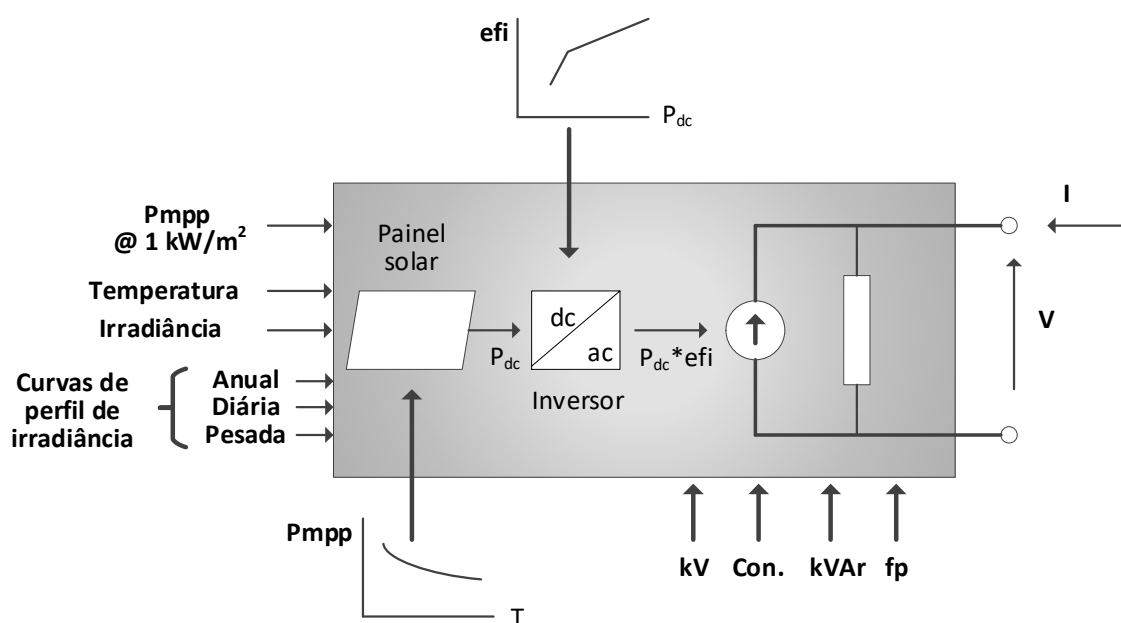 efi
P_dc
Pmpp
@ 1 kW/m²
Temperatura
Irradiância
Curvas de
perfil de
irradiância
Anual
Diária
Pesada
Painel
solar
P_dc
dc
ac
Inversor
P_dc*efi
I
V
kV
Con.
kVAr
fp
Pmpp
T